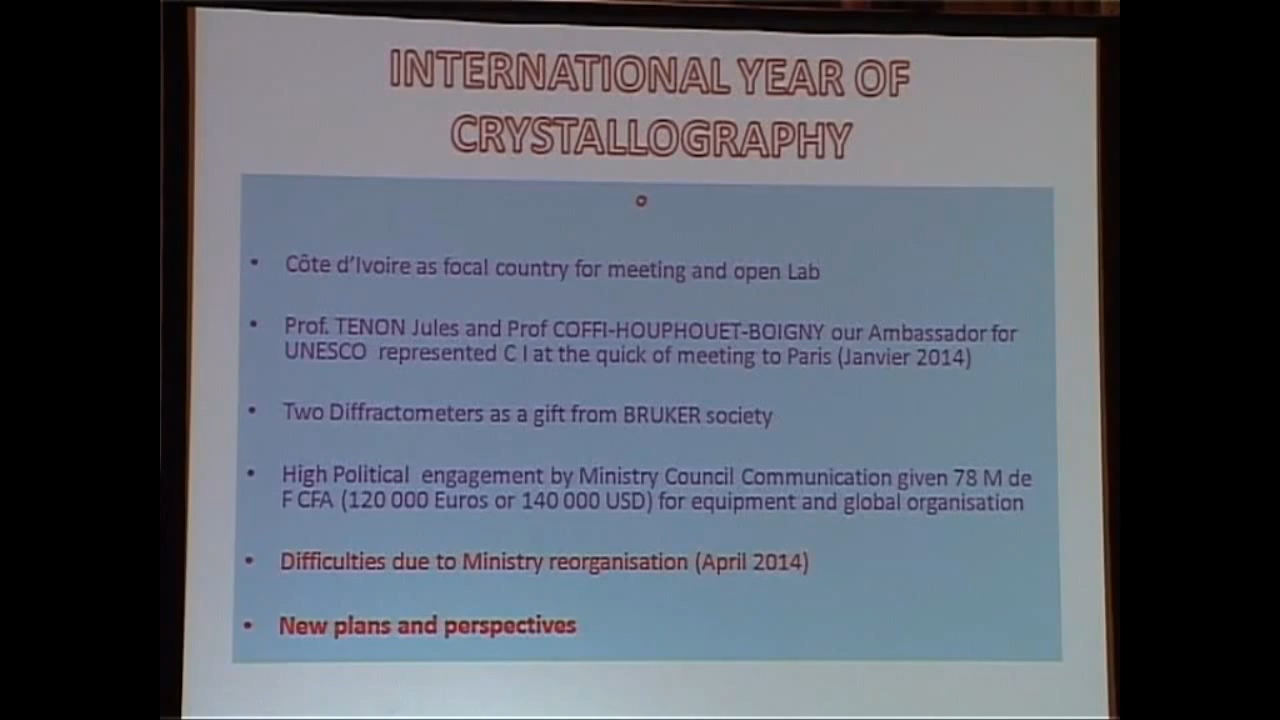 INTERNATIONAL YEAR OF
CRYSTALLOGRAPHY
• Côte d'Ivoire as focal country for meeting and open Lab
• Prof. TENON Jules and Prof COFFI-HOUPHOUET-BOIGNY our Ambassador for
UNESCO represented C I at the quick of meeting to Paris (Janvier 2014)
• Two Diffractometers as a gift from BRUKER society
• High Political engagement by Ministry Council Communication given 78 M de
F CFA (120 000 Euros or 140 000 USD) for equipment and global organisation
• Difficulties due to Ministry reorganisation (April 2014)
• New plans and perspectives